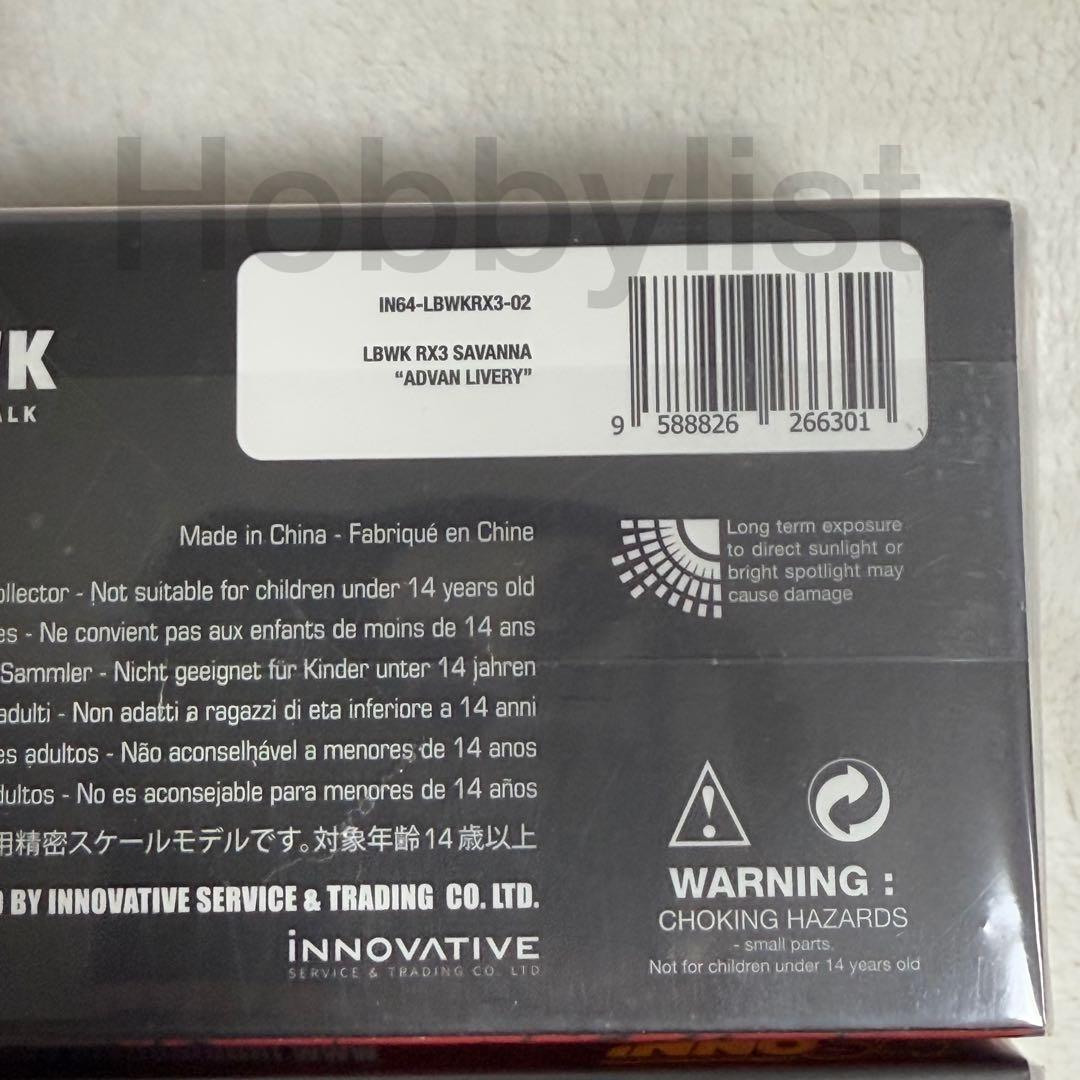 Hobbylist
IN64-LBWKRX3-02
LBWK RX3 SAVANNA
“ADVAN LIVERY”
9 588826 266301
WK
ALK
Made in China - Fabriqué en Chine
ollector - Not suitable for children under 14 years old
es - Ne convient pas aux enfants de moins de 14 ans
Sammler - Nicht geeignet für Kinder unter 14 jahren
adulti - Non adatti a ragazzi di eta inferiore a 14 anni
es adultos - Não aconselhável a menores de 14 anos
dultos - No es aconsejable para menores de 14 años
用精密スケールモデルです。対象年齢14歳以上
D BY INNOVATIVE SERVICE & TRADING CO. LTD.
INNOVATIVE
SERVICE & TRADING CO. LTD
Long term exposure
to direct sunlight or
bright spotlight may
cause damage
WARNING :
CHOKING HAZARDS
- small parts.
Not for children under 14 years old